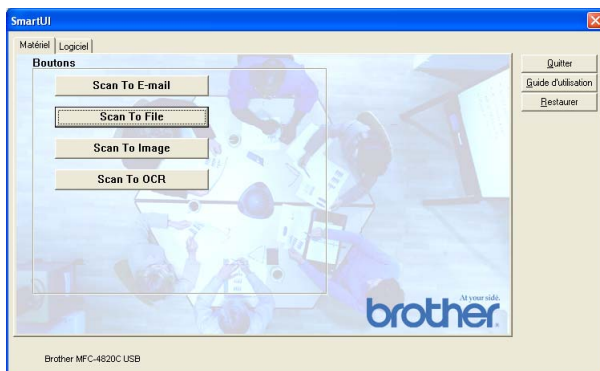 SmartUI
Matériel
Logiciel
Boutons
Scan To E-mail
Scan To File
Scan To Image
Scan To OCR
Quitter
Guide d'utilisation
Restaurer
At your side.
brother.
Brother MFC-4820C USB